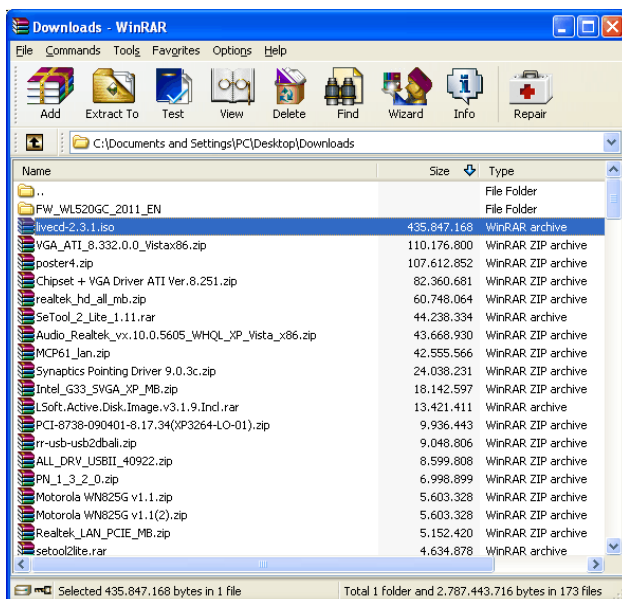 Downloads - WinRAR
File Commands Tools Favorites Options Help
Add Extract To Test View Delete Find Wizard Info Repair
C:\Documents and Settings\PC\Desktop\Downloads
Name Size Type
.. File Folder
FW_WL520GC_2011_EN File Folder
livecd-2.3.1.iso 435.847.168 WinRAR archive
VGA_ATI_8.332.0.0_Vistax86.zip 110.176.800 WinRAR ZIP archive
poster4.zip 107.612.852 WinRAR ZIP archive
Chipset + VGA Driver ATI Ver.8.251.zip 82.360.681 WinRAR ZIP archive
realtek_hd_all_mb.zip 60.748.064 WinRAR ZIP archive
SeTool_2_Lite_1.11.rar 44.238.334 WinRAR archive
Audio_Realtek_vx.10.0.5605_WHQL_XP_Vista_x86.zip 43.668.930 WinRAR ZIP archive
MCP61_lan.zip 42.555.566 WinRAR ZIP archive
Synaptics Pointing Driver 9.0.3c.zip 24.038.231 WinRAR ZIP archive
Intel_G33_SVGA_XP_MB.zip 18.142.597 WinRAR ZIP archive
LSoft.Active.Disk.Image.v3.1.9.Incl.rar 13.421.411 WinRAR archive
PCI-8738-090401-8.17.34(XP3264-LO-01).zip 9.936.443 WinRAR ZIP archive
rr-usb-usb2dbali.zip 9.048.806 WinRAR ZIP archive
ALL_DRV_USBII_40922.zip 8.599.808 WinRAR ZIP archive
PN_1_3_2_0.zip 6.998.899 WinRAR ZIP archive
Motorola WN825G v1.1.zip 5.603.328 WinRAR ZIP archive
Motorola WN825G v1.1(2).zip 5.603.328 WinRAR ZIP archive
Realtek_LAN_PCIE_MB.zip 5.152.420 WinRAR ZIP archive
setool2lite.rar 4.634.878 WinRAR archive
Selected 435.847.168 bytes in 1 file Total 1 folder and 2.787.443.716 bytes in 173 files